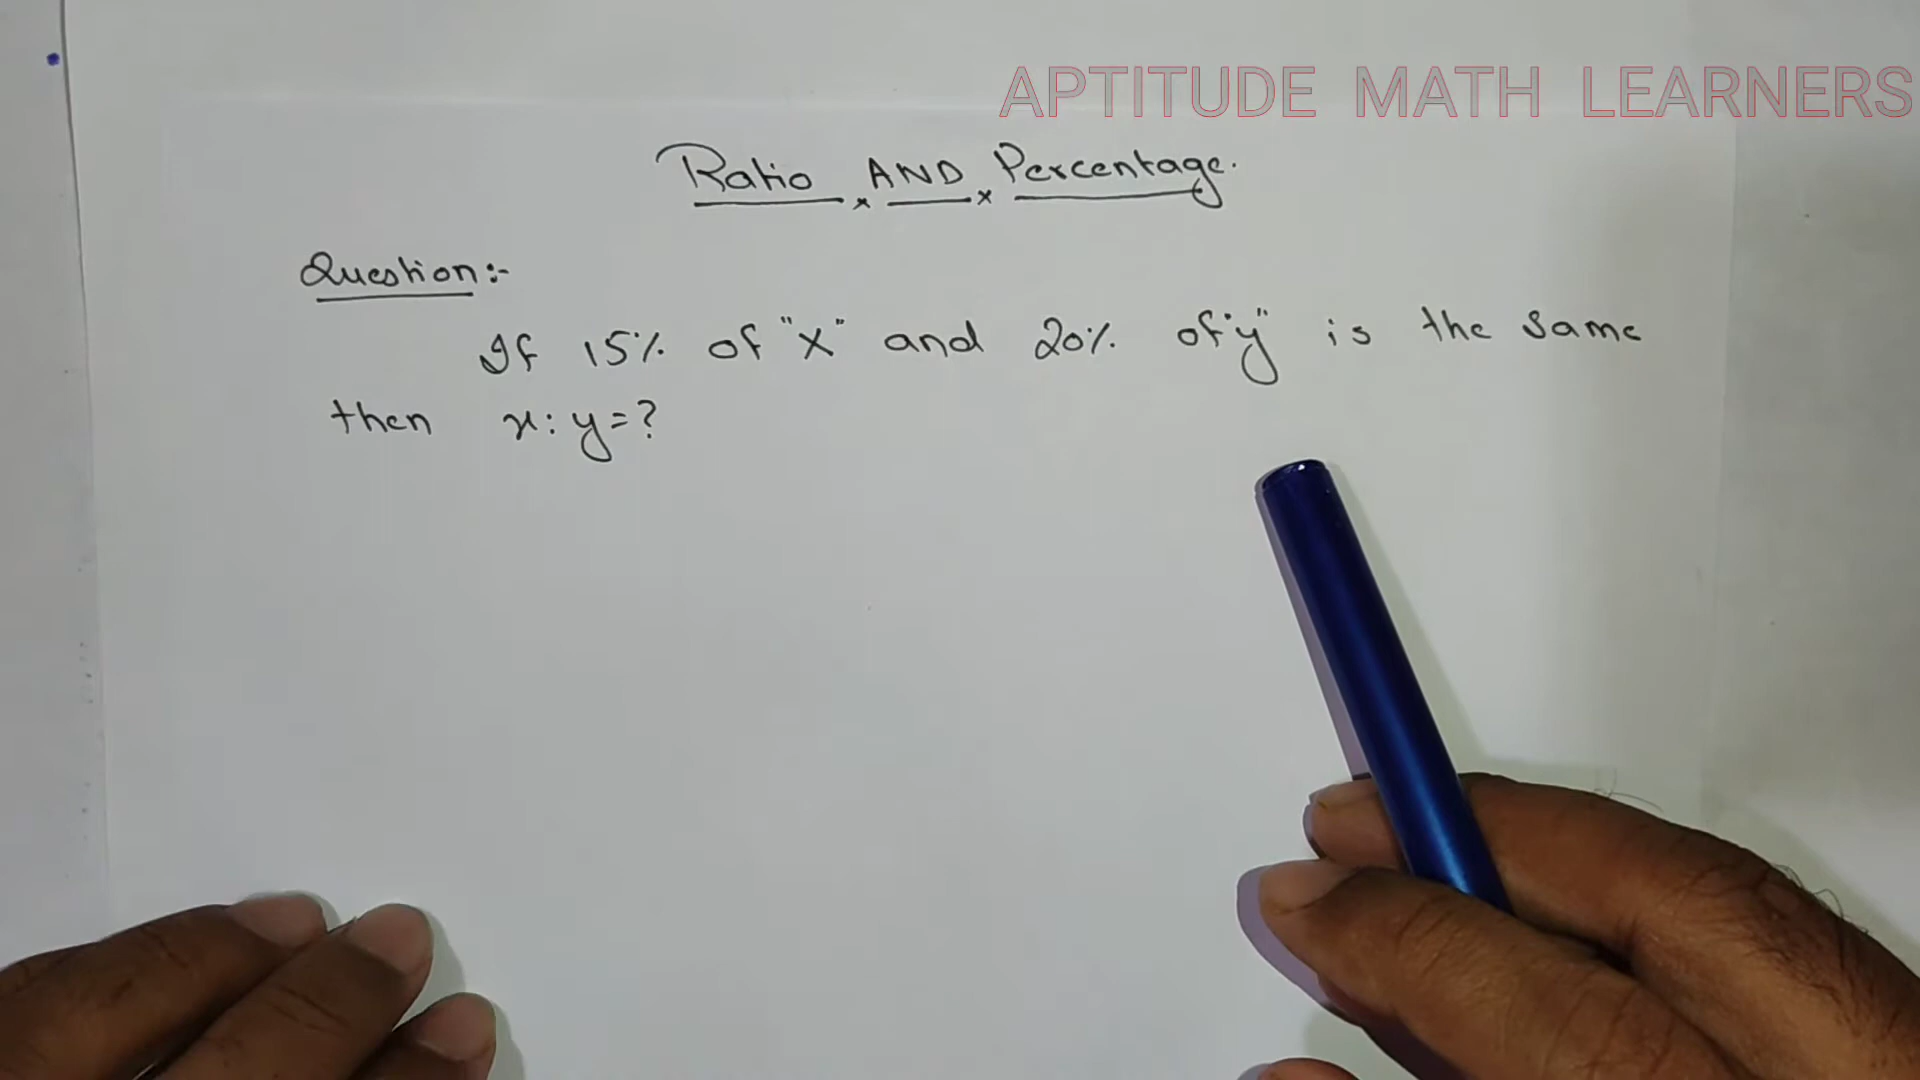 APTITUDE MATH LEARNERS
Ratio AND Percentage.
Question:-
If 15% of "X" and 20% of "y" is the same
then x:y=?